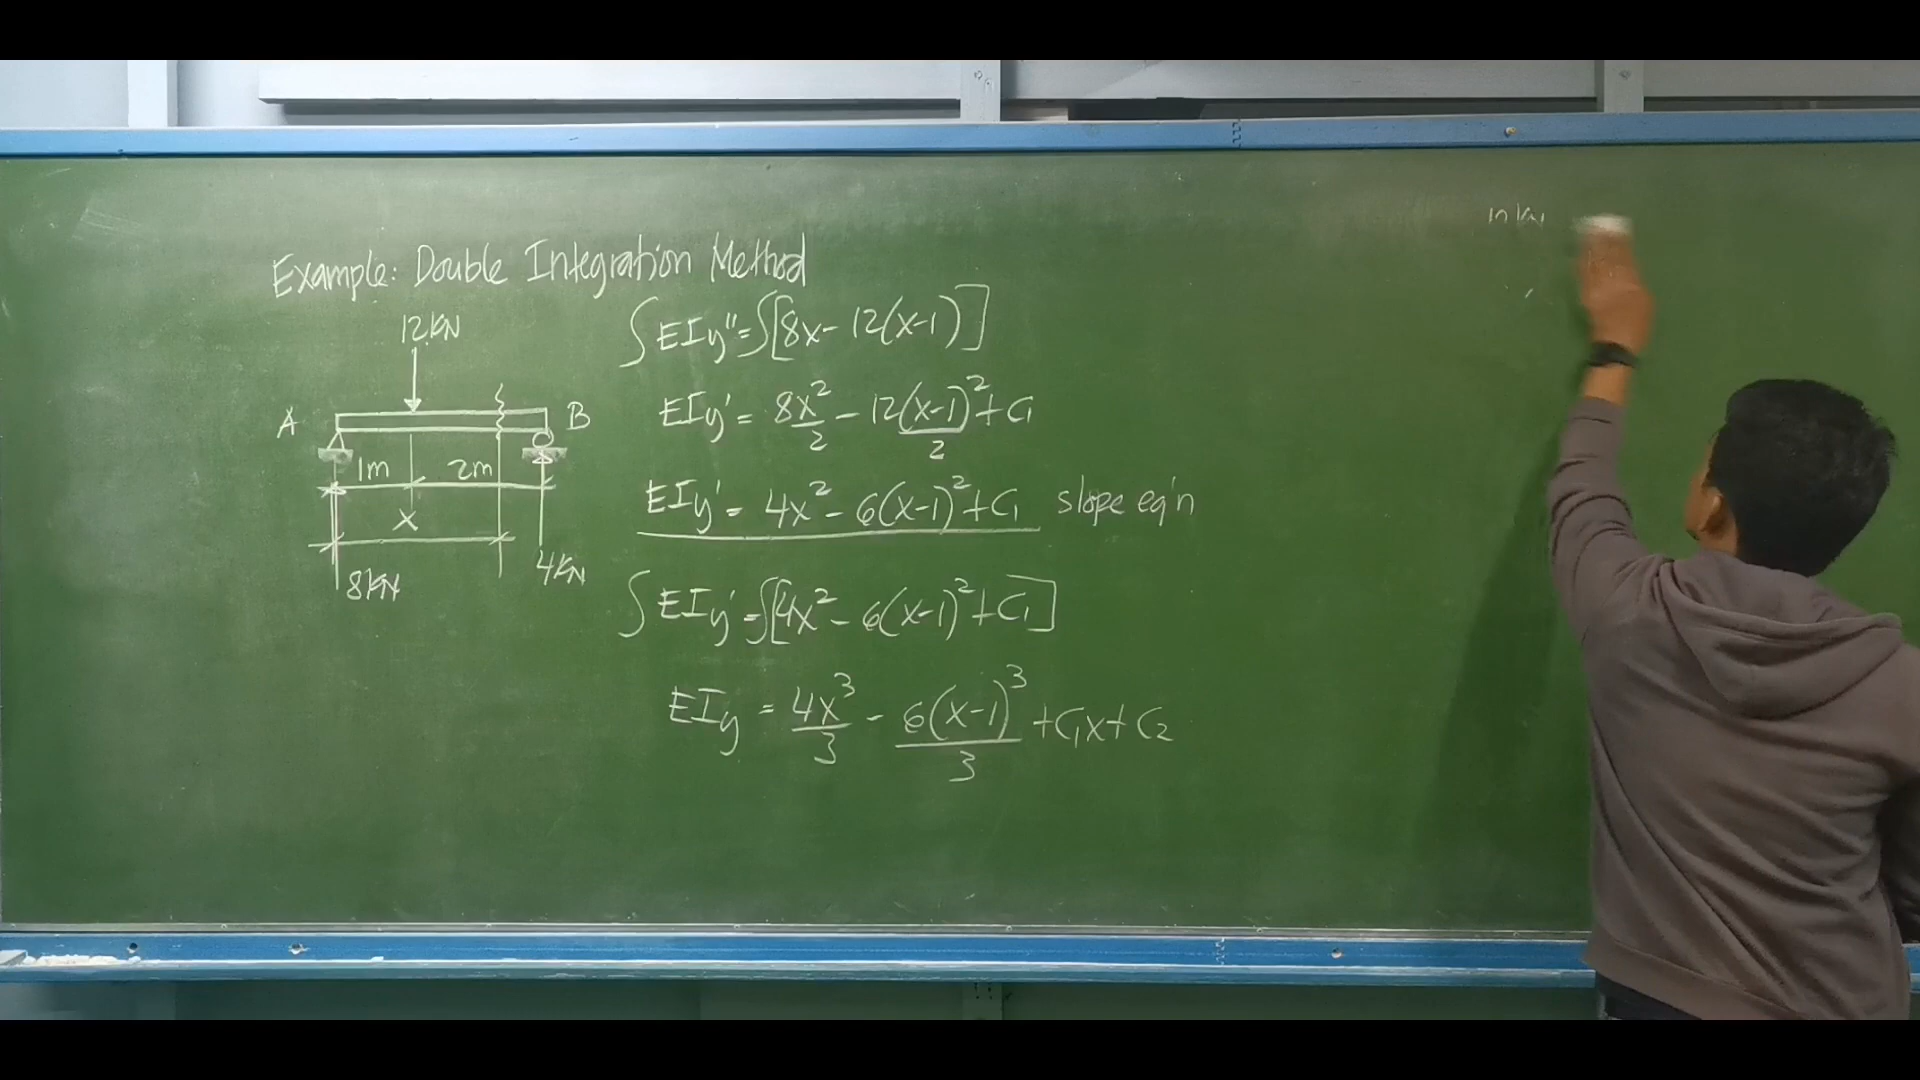 Example: Double Integration Method
12KN
A
B
1m
2m
x
8KN
4KN
∫EIy"=∫[8x-12(x-1)]
EIy' = 8x²/2 - 12(x-1)²/2 + C₁
EIy' = 4x² - 6(x-1)² + C₁ slope eq'n
∫EIy' = ∫[4x² - 6(x-1)² + C₁]
EIy = 4x³/3 - 6(x-1)³/3 + C₁x + C₂